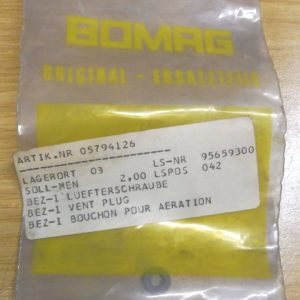 BOMAG
ORIGINAL - ERSATZTEILE
ARTIK.NR 05794126
LAGERORT 03 LS-NR 95659300
SOLL-MEN 2,00 LSPOS 042
BEZ-1 LUEFTERSCHRAUBE
BEZ-1 VENT PLUG
BEZ-1 BOUCHON POUR AERATION